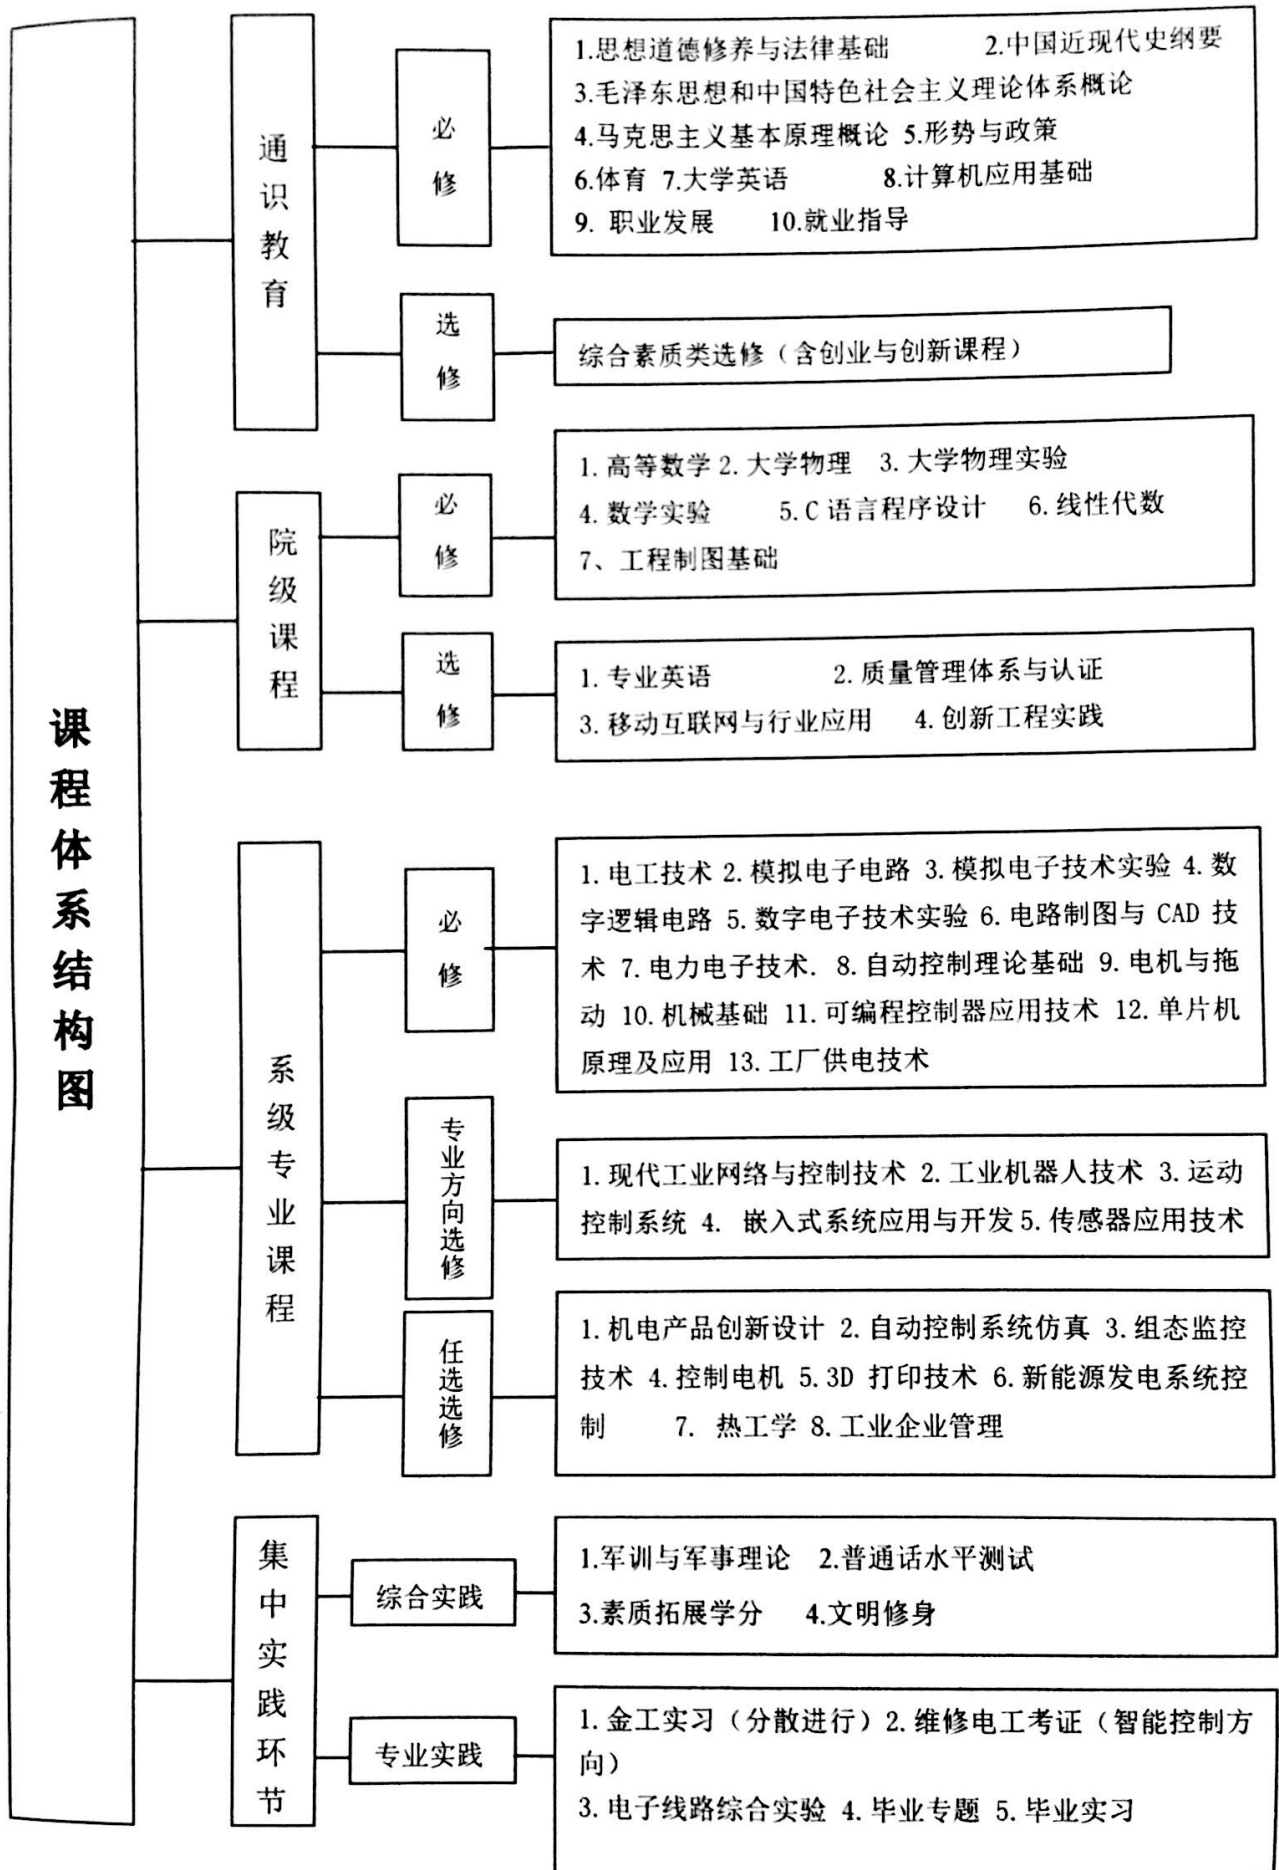 课程体系结构图
通识教育
必修
1.思想道德修养与法律基础 2.中国近现代史纲要
3.毛泽东思想和中国特色社会主义理论体系概论
4.马克思主义基本原理概论 5.形势与政策
6.体育 7.大学英语 8.计算机应用基础
9. 职业发展 10.就业指导
选修
综合素质类选修（含创业与创新课程）
院级课程
必修
1. 高等数学 2. 大学物理 3. 大学物理实验
4. 数学实验 5.C 语言程序设计 6. 线性代数
7、工程制图基础
选修
1. 专业英语 2. 质量管理体系与认证
3. 移动互联网与行业应用 4. 创新工程实践
系级专业课程
必修
1. 电工技术 2. 模拟电子电路 3. 模拟电子技术实验 4. 数
字逻辑电路 5. 数字电子技术实验 6. 电路制图与 CAD 技
术 7. 电力电子技术. 8. 自动控制理论基础 9. 电机与拖
动 10. 机械基础 11. 可编程控制器应用技术 12. 单片机
原理及应用 13. 工厂供电技术
专业方向选修
1. 现代工业网络与控制技术 2. 工业机器人技术 3. 运动
控制系统 4. 嵌入式系统应用与开发 5. 传感器应用技术
任选选修
1. 机电产品创新设计 2. 自动控制系统仿真 3. 组态监控
技术 4. 控制电机 5.3D 打印技术 6. 新能源发电系统控
制 7. 热工学 8. 工业企业管理
集中实践环节
综合实践
1.军训与军事理论 2.普通话水平测试
3.素质拓展学分 4.文明修身
专业实践
1. 金工实习（分散进行）2. 维修电工考证（智能控制方
向）
3. 电子线路综合实验 4. 毕业专题 5. 毕业实习